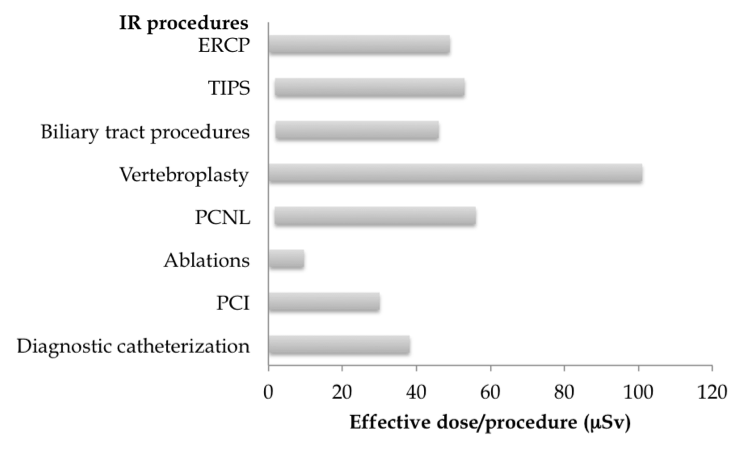 IR procedures
ERCP
TIPS
Biliary tract procedures
Vertebroplasty
PCNL
Ablations
PCI
Diagnostic catheterization
0 20 40 60 80 100 120
Effective dose/procedure (μSv)